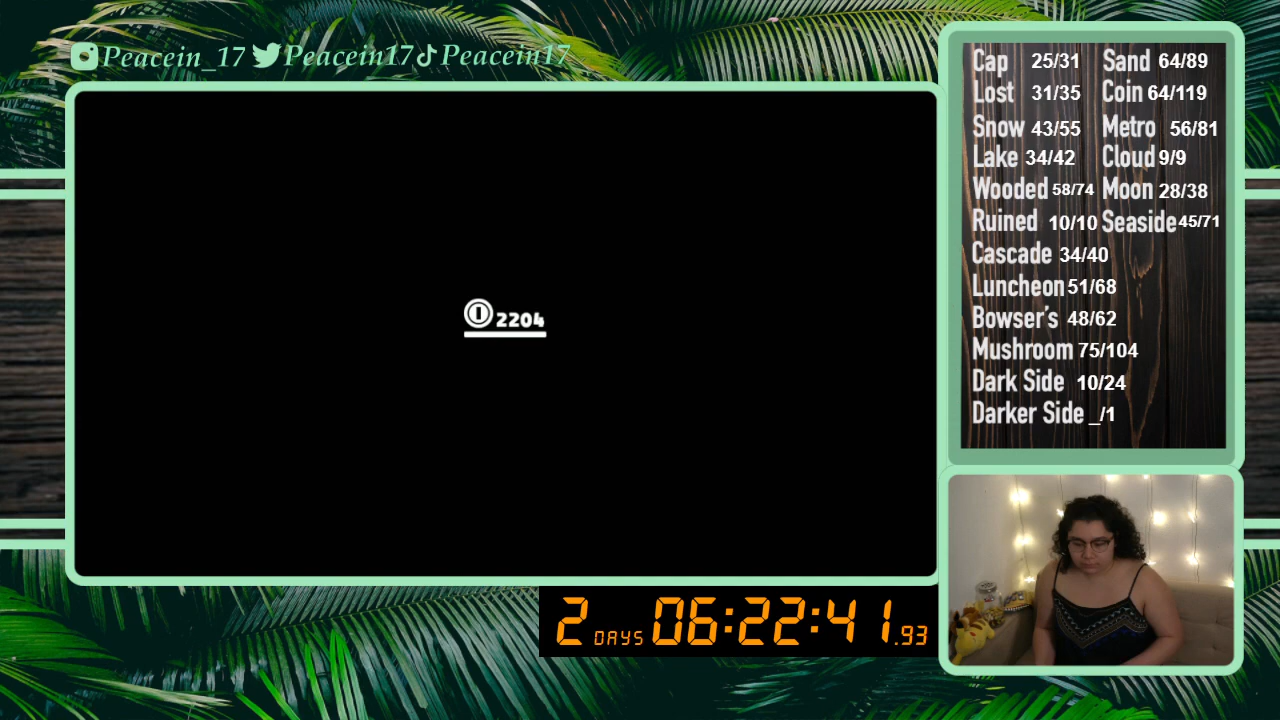 Peacein_17 Peacein17 Peacein17
2204
Cap 25/31 Sand 64/89
Lost 31/35 Coin 64/119
Snow 43/55 Metro 56/81
Lake 34/42 Cloud 9/9
Wooded 58/74 Moon 28/38
Ruined 10/10 Seaside 45/71
Cascade 34/40
Luncheon 51/68
Bowser's 48/62
Mushroom 75/104
Dark Side 10/24
Darker Side _/1
2 DAYS 06:22:41.93